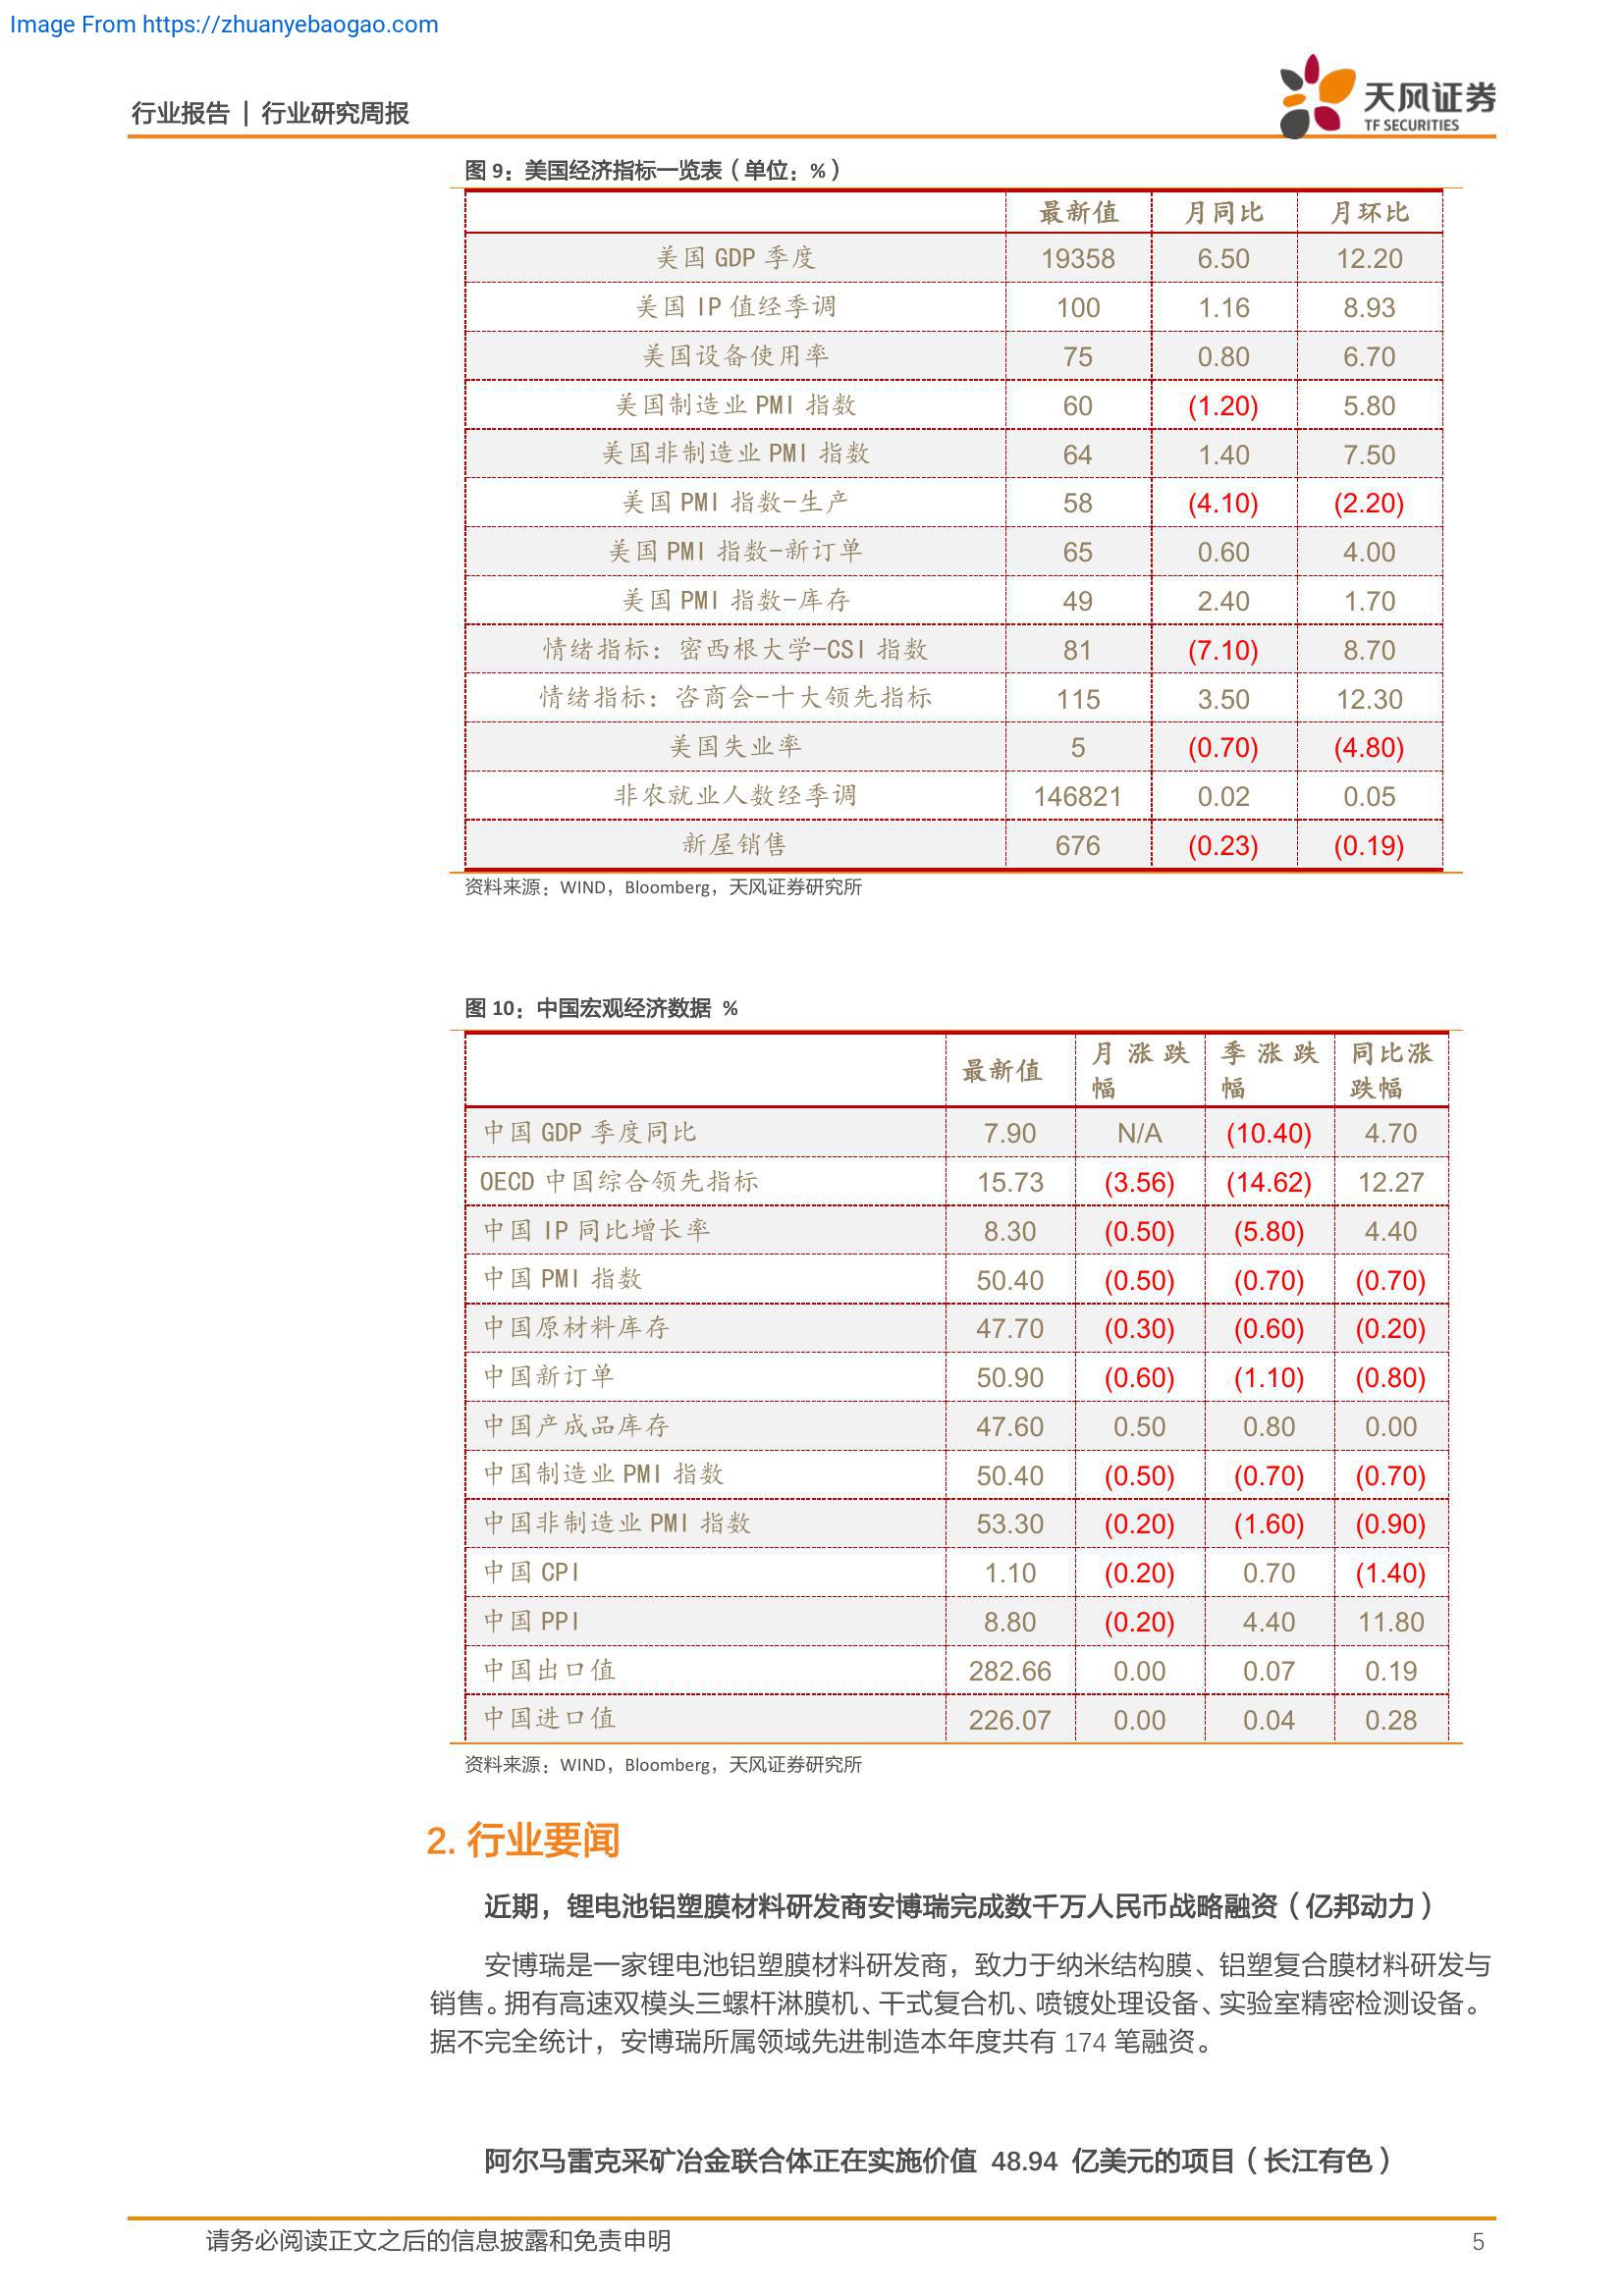 Image From https://zhuanyebaogao.com
行业报告 | 行业研究周报
天风证券
TF SECURITIES
图 9：美国经济指标一览表（单位：%）
最新值 月同比 月环比
美国 GDP 季度 19358 6.50 12.20
美国 IP 值经季调 100 1.16 8.93
美国设备使用率 75 0.80 6.70
美国制造业 PMI 指数 60 (1.20) 5.80
美国非制造业 PMI 指数 64 1.40 7.50
美国 PMI 指数-生产 58 (4.10) (2.20)
美国 PMI 指数-新订单 65 0.60 4.00
美国 PMI 指数-库存 49 2.40 1.70
情绪指标：密西根大学-CSI 指数 81 (7.10) 8.70
情绪指标：咨商会-十大领先指标 115 3.50 12.30
美国失业率 5 (0.70) (4.80)
非农就业人数经季调 146821 0.02 0.05
新屋销售 676 (0.23) (0.19)
资料来源：WIND，Bloomberg，天风证券研究所
图 10：中国宏观经济数据 %
最新值 月涨跌幅 季涨跌幅 同比涨跌幅
中国 GDP 季度同比 7.90 N/A (10.40) 4.70
OECD 中国综合领先指标 15.73 (3.56) (14.62) 12.27
中国 IP 同比增长率 8.30 (0.50) (5.80) 4.40
中国 PMI 指数 50.40 (0.50) (0.70) (0.70)
中国原材料库存 47.70 (0.30) (0.60) (0.20)
中国新订单 50.90 (0.60) (1.10) (0.80)
中国产成品库存 47.60 0.50 0.80 0.00
中国制造业 PMI 指数 50.40 (0.50) (0.70) (0.70)
中国非制造业 PMI 指数 53.30 (0.20) (1.60) (0.90)
中国 CPI 1.10 (0.20) 0.70 (1.40)
中国 PPI 8.80 (0.20) 4.40 11.80
中国出口值 282.66 0.00 0.07 0.19
中国进口值 226.07 0.00 0.04 0.28
资料来源：WIND，Bloomberg，天风证券研究所
2. 行业要闻
近期，锂电池铝塑膜材料研发商安博瑞完成数千万人民币战略融资（亿邦动力）
安博瑞是一家锂电池铝塑膜材料研发商，致力于纳米结构膜、铝塑复合膜材料研发与
销售。拥有高速双模头三螺杆淋膜机、干式复合机、喷镀处理设备、实验室精密检测设备。
据不完全统计，安博瑞所属领域先进制造本年度共有 174 笔融资。
阿尔马雷克采矿冶金联合体正在实施价值 48.94 亿美元的项目（长江有色）
请务必阅读正文之后的信息披露和免责申明 5